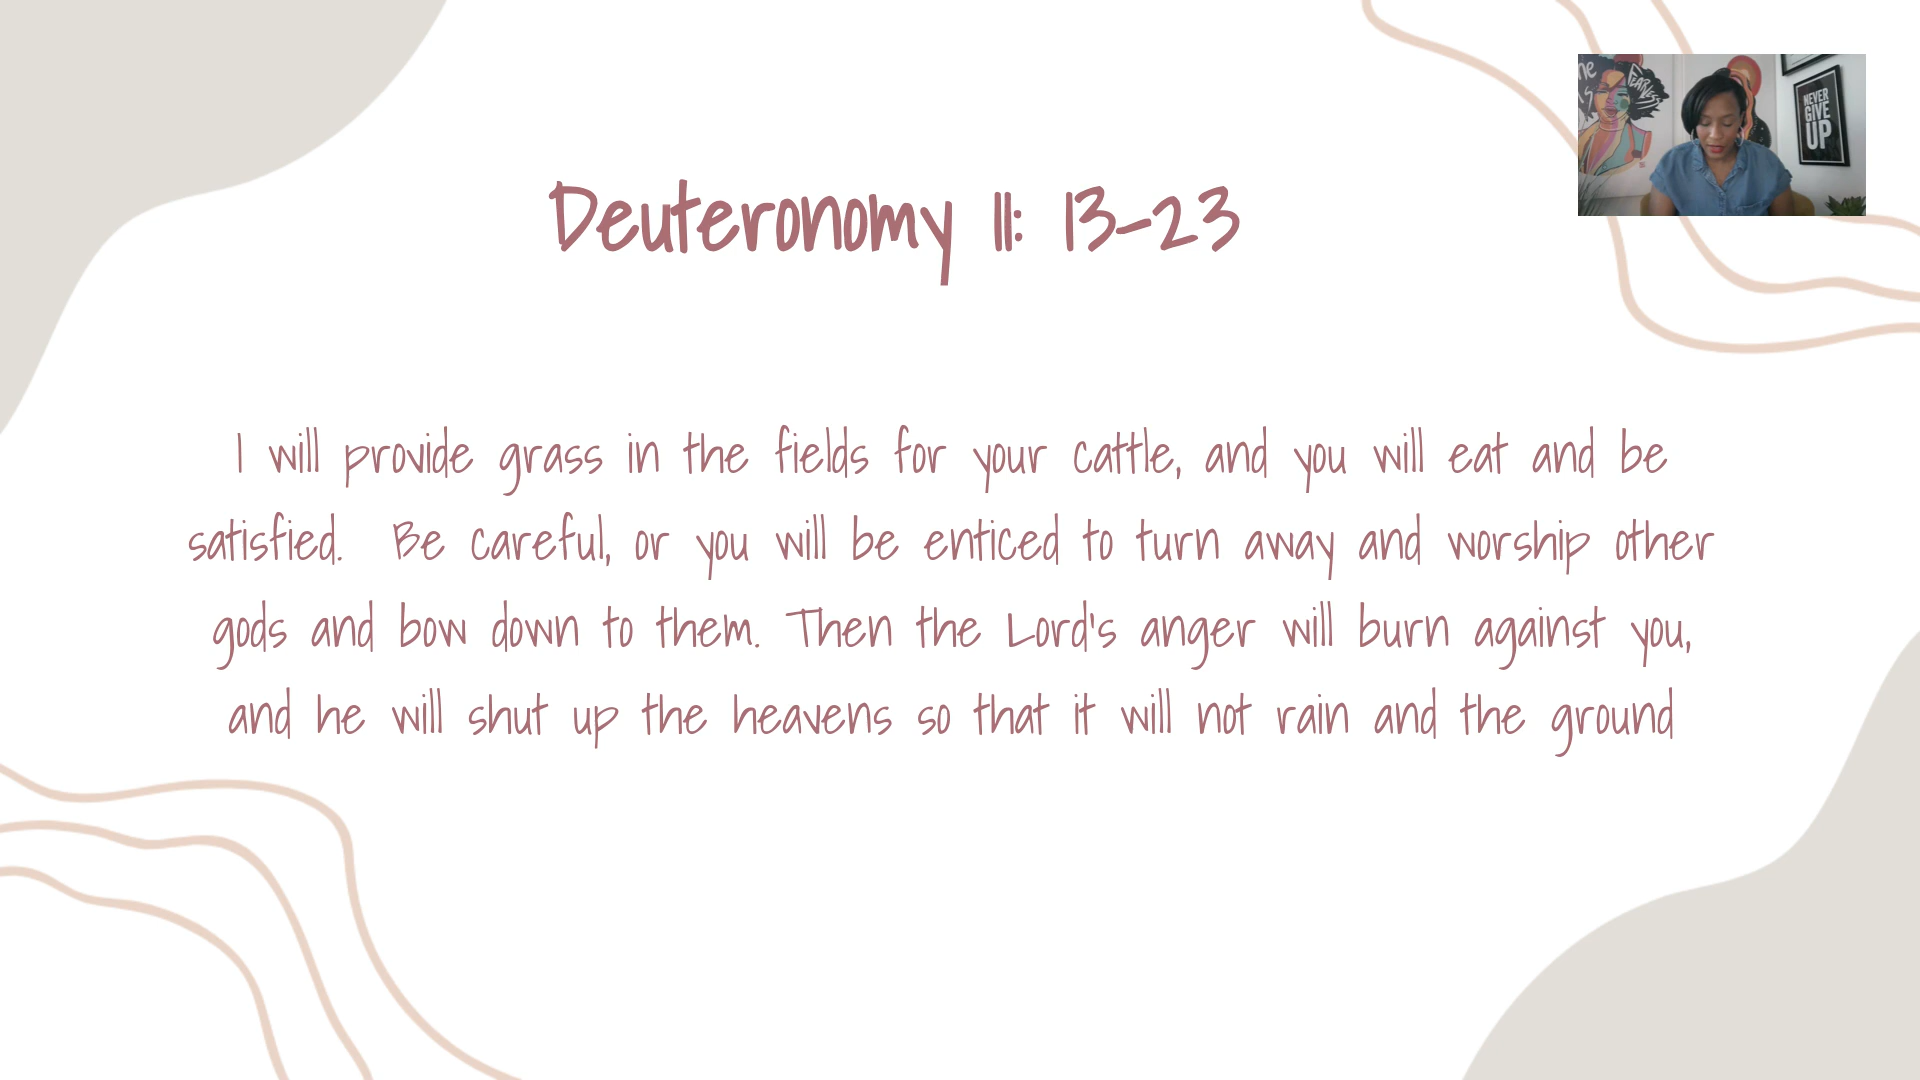 Deuteronomy 11: 13-23
I will provide grass in the fields for your cattle, and you will eat and be
satisfied. Be careful, or you will be enticed to turn away and worship other
gods and bow down to them. Then the Lord's anger will burn against you,
and he will shut up the heavens so that it will not rain and the ground
FEARLESS
NEVER
GIVE
UP